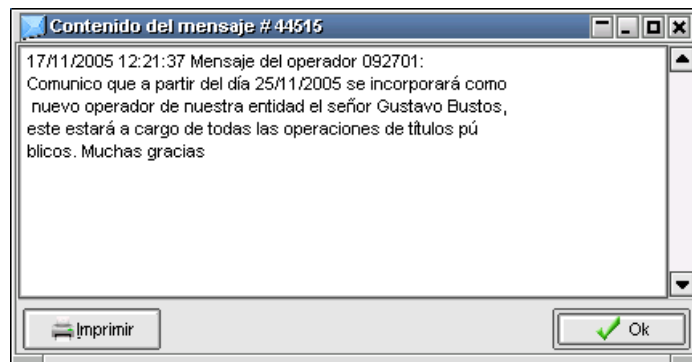 Contenido del mensaje # 44515
17/11/2005 12:21:37 Mensaje del operador 092701:
Comunico que a partir del día 25/11/2005 se incorporará como
nuevo operador de nuestra entidad el señor Gustavo Bustos,
este estará a cargo de todas las operaciones de títulos pú
blicos. Muchas gracias
Imprimir
Ok